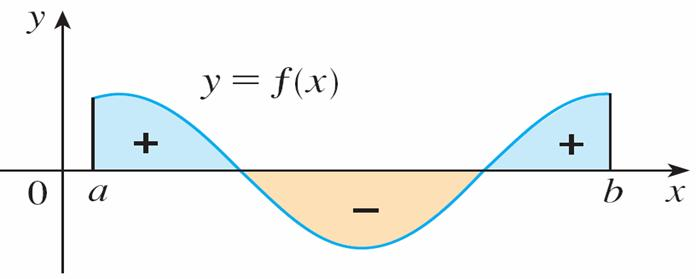 y
y = f(x)
+
+
0
a
−
b
x